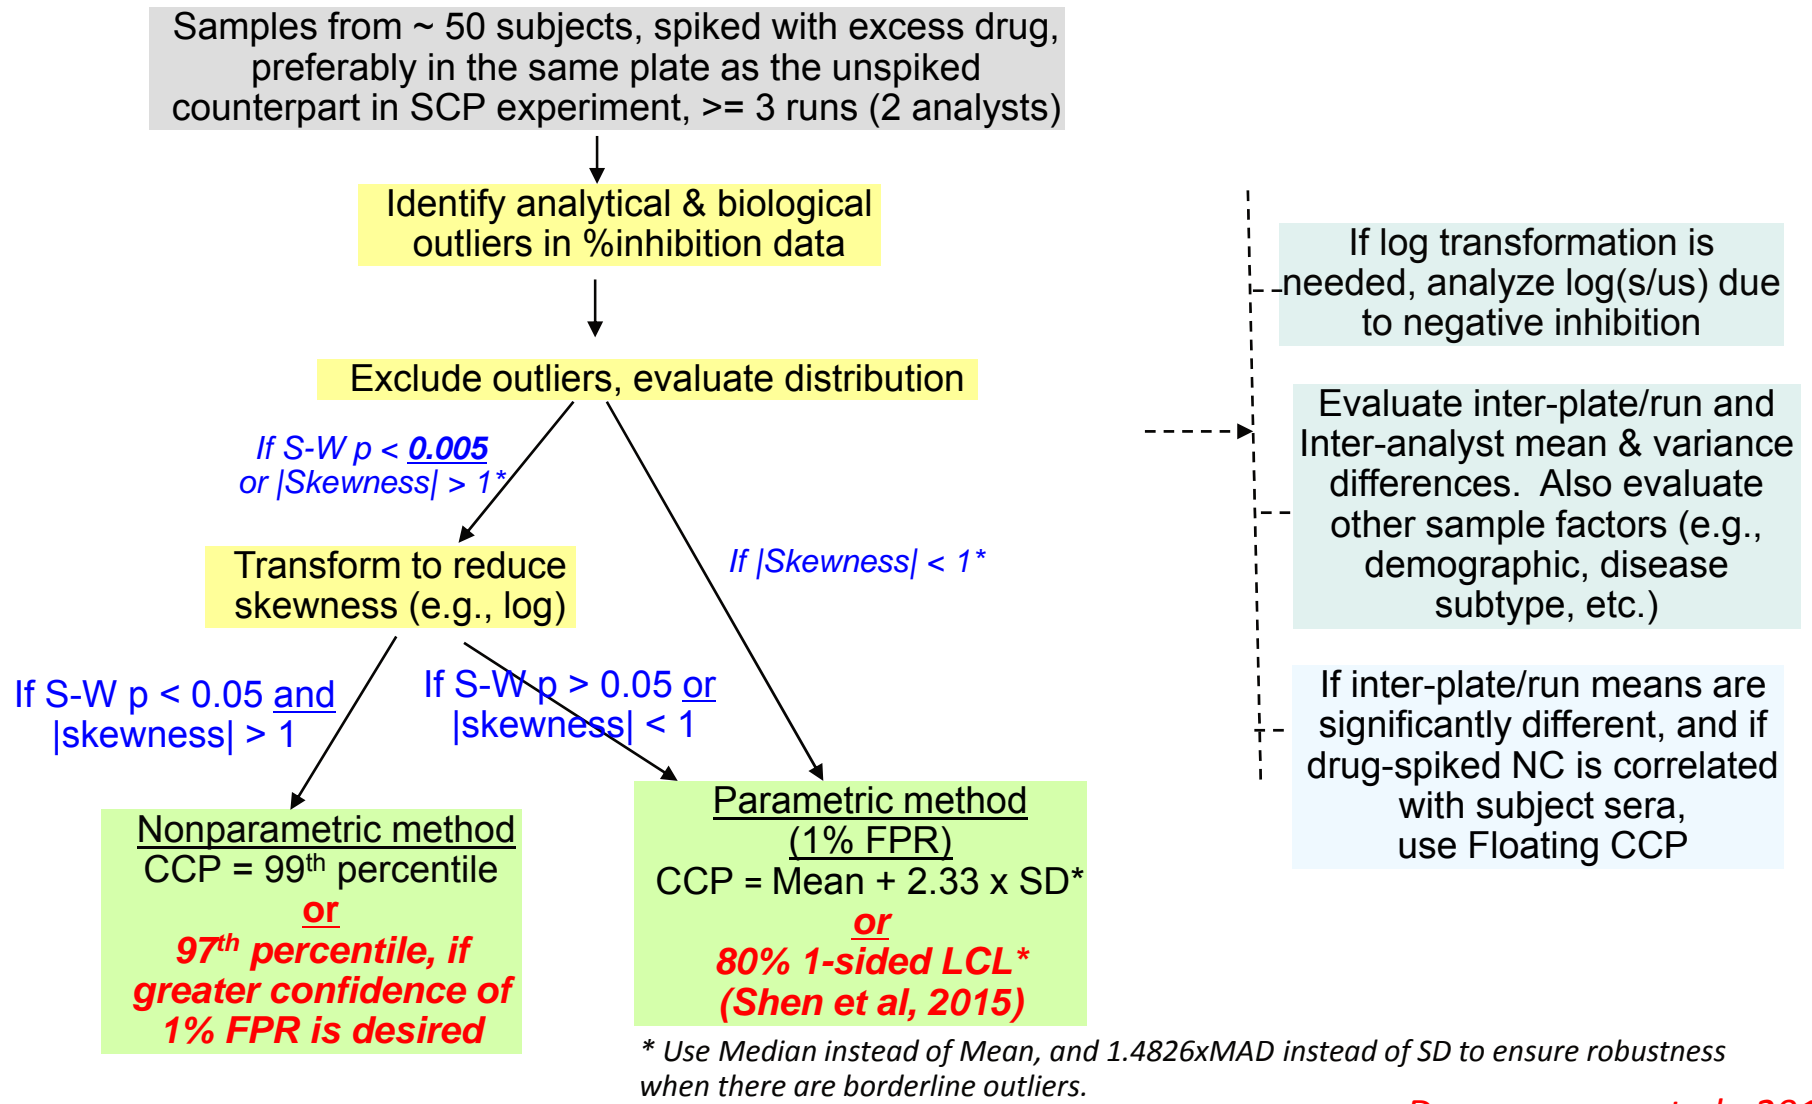 Samples from ~ 50 subjects, spiked with excess drug,
preferably in the same plate as the unspiked
counterpart in SCP experiment, >= 3 runs (2 analysts)
Identify analytical & biological
outliers in %inhibition data
Exclude outliers, evaluate distribution
If S-W p < 0.005
or |Skewness| > 1*
If |Skewness| < 1*
Transform to reduce
skewness (e.g., log)
If S-W p < 0.05 and
|skewness| > 1
If S-W p > 0.05 or
|skewness| < 1
Nonparametric method
CCP = 99th percentile
or
97th percentile, if
greater confidence of
1% FPR is desired
Parametric method
(1% FPR)
CCP = Mean + 2.33 x SD*
or
80% 1-sided LCL*
(Shen et al, 2015)
If log transformation is
needed, analyze log(s/us) due
to negative inhibition
Evaluate inter-plate/run and
Inter-analyst mean & variance
differences. Also evaluate
other sample factors (e.g.,
demographic, disease
subtype, etc.)
If inter-plate/run means are
significantly different, and if
drug-spiked NC is correlated
with subject sera,
use Floating CCP
* Use Median instead of Mean, and 1.4826xMAD instead of SD to ensure robustness
when there are borderline outliers.